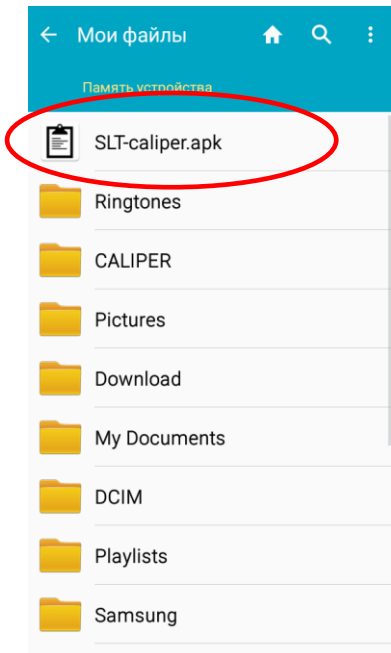 Мои файлы
Память устройства
SLT-caliper.apk
Ringtones
CALIPER
Pictures
Download
My Documents
DCIM
Playlists
Samsung